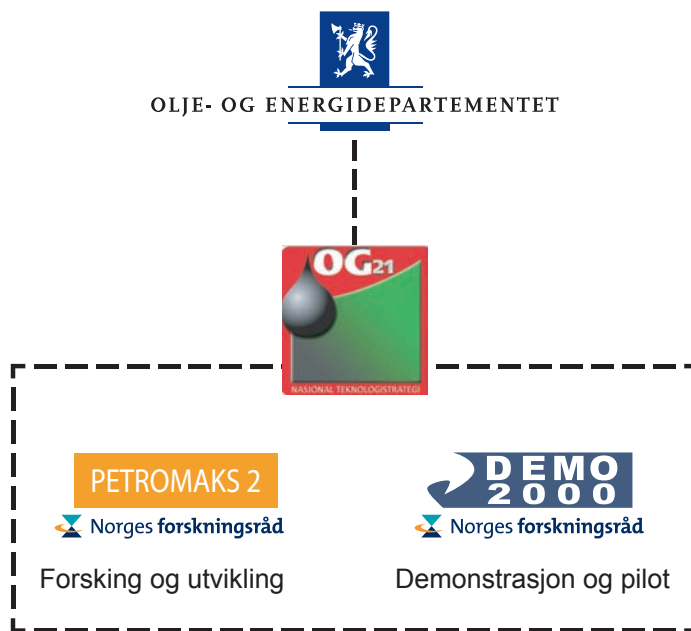 OLJE- OG ENERGIDEPARTEMENTET
OG21
NASJONAL TEKNOLOGISTRATEGI
PETROMAKS 2
Norges forskningsråd
Forsking og utvikling
DEMO
2000
Norges forskningsråd
Demonstrasjon og pilot